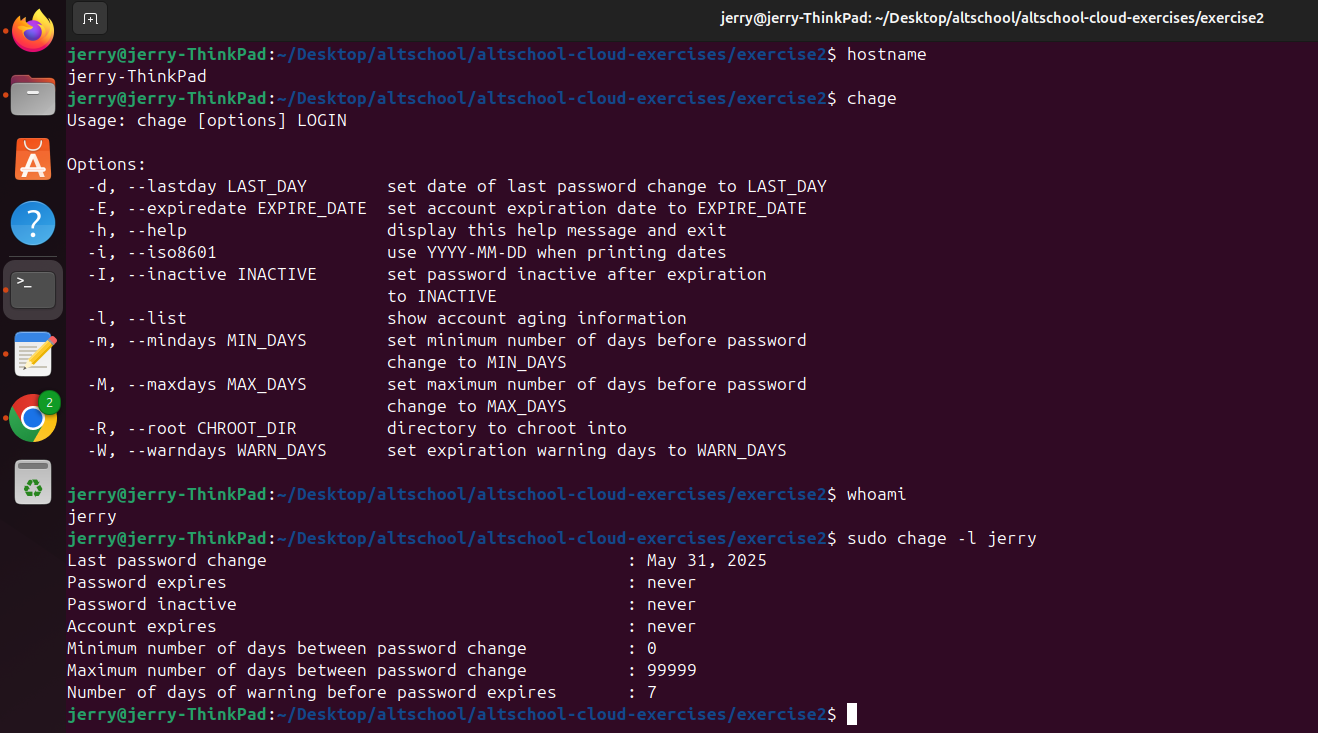 jerry@jerry-ThinkPad: ~/Desktop/altschool/altschool-cloud-exercises/exercise2
jerry@jerry-ThinkPad:~/Desktop/altschool/altschool-cloud-exercises/exercise2$ hostname
jerry-ThinkPad
jerry@jerry-ThinkPad:~/Desktop/altschool/altschool-cloud-exercises/exercise2$ chage
Usage: chage [options] LOGIN

Options:
  -d, --lastday LAST_DAY        set date of last password change to LAST_DAY
  -E, --expiredate EXPIRE_DATE  set account expiration date to EXPIRE_DATE
  -h, --help                    display this help message and exit
  -i, --iso8601                 use YYYY-MM-DD when printing dates
  -I, --inactive INACTIVE       set password inactive after expiration
                                to INACTIVE
  -l, --list                    show account aging information
  -m, --mindays MIN_DAYS        set minimum number of days before password
                                change to MIN_DAYS
  -M, --maxdays MAX_DAYS        set maximum number of days before password
                                change to MAX_DAYS
  -R, --root CHROOT_DIR         directory to chroot into
  -W, --warndays WARN_DAYS      set expiration warning days to WARN_DAYS

jerry@jerry-ThinkPad:~/Desktop/altschool/altschool-cloud-exercises/exercise2$ whoami
jerry
jerry@jerry-ThinkPad:~/Desktop/altschool/altschool-cloud-exercises/exercise2$ sudo chage -l jerry
Last password change                                    : May 31, 2025
Password expires                                        : never
Password inactive                                       : never
Account expires                                         : never
Minimum number of days between password change          : 0
Maximum number of days between password change          : 99999
Number of days of warning before password expires       : 7
jerry@jerry-ThinkPad:~/Desktop/altschool/altschool-cloud-exercises/exercise2$
?
>_
2